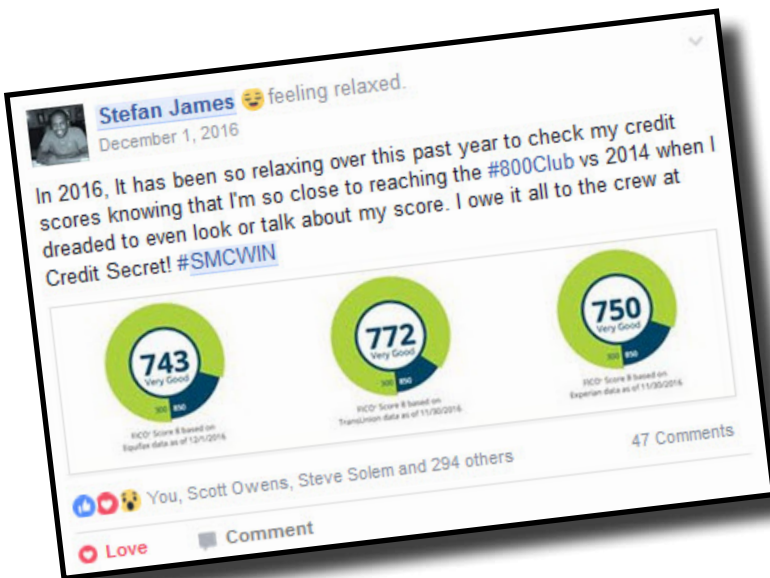 Stefan James feeling relaxed.
December 1, 2016
In 2016, It has been so relaxing over this past year to check my credit
scores knowing that I'm so close to reaching the #800Club vs 2014 when I
dreaded to even look or talk about my score. I owe it all to the crew at
Credit Secret! #SMCWIN
743
Very Good
300 850
FICO® Score 8 based on
Equifax data as of 12/1/2016
772
Very Good
300 850
FICO® Score 8 based on
TransUnion data as of 11/30/2016
750
Very Good
300 850
FICO® Score 8 based on
Experian data as of 11/30/2016
You, Scott Owens, Steve Solem and 294 others
47 Comments
Love Comment